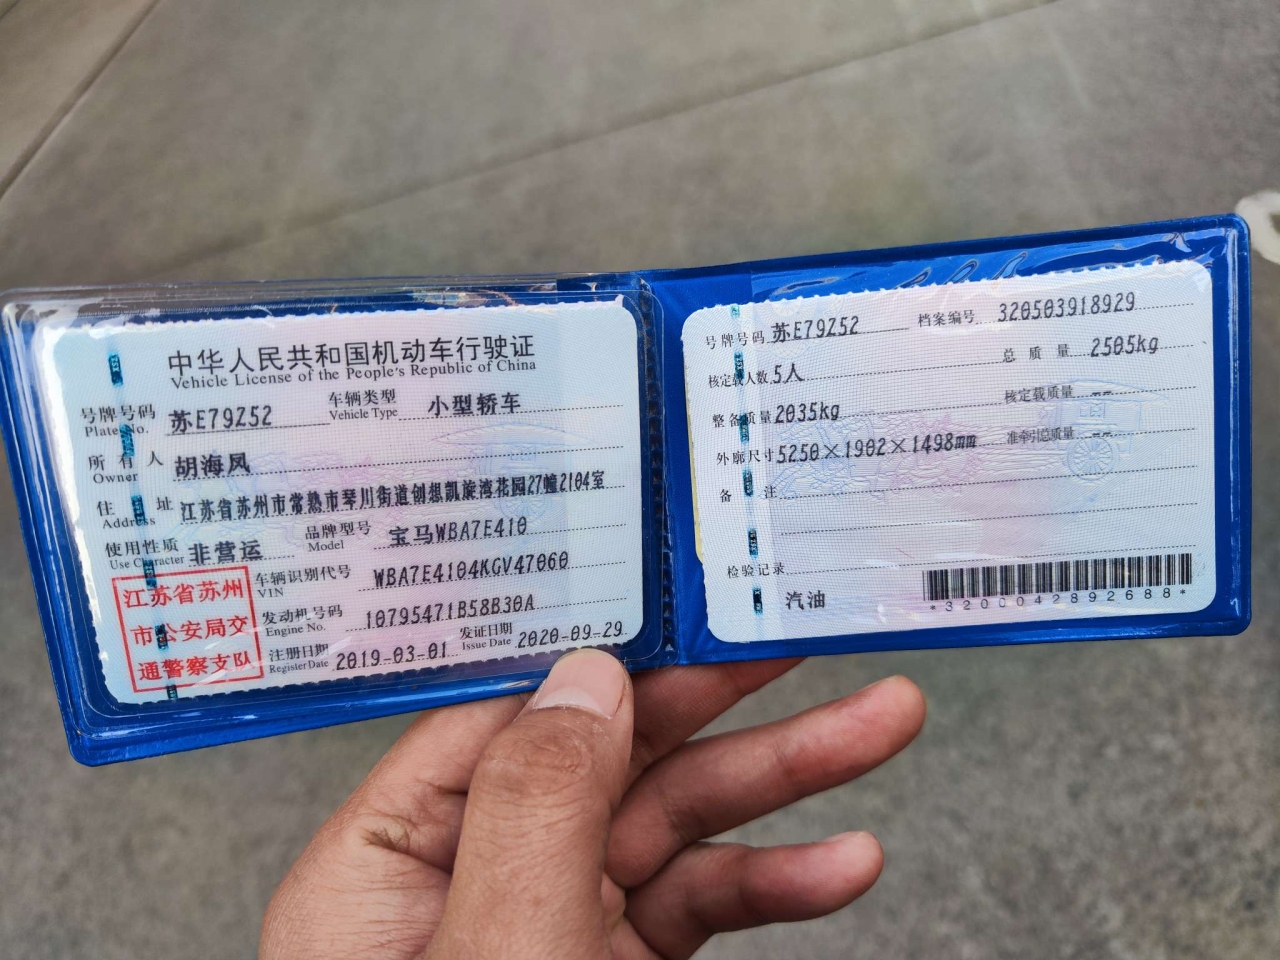 中华人民共和国机动车行驶证
Vehicle License of the People's Republic of China
号牌号码 苏E79Z52 车辆类型 小型轿车
Plate No. Vehicle Type
所有人 胡海凤
Owner
住址 江苏省苏州市常熟市琴川街道创想凯旋湾花园27幢2104室
Address
使用性质 非营运 品牌型号 宝马WBA7E410
Use Character Model
车辆识别代号 WBA7E4104KGV47060
VIN
发动机号码 10795471B58B30A
Engine No.
注册日期 2019-03-01 发证日期 2020-09-29
Register Date Issue Date
江苏省苏州
市公安局交
通警察支队
号牌号码 苏E79Z52 档案编号 320503918929
核定载人数 5人 总质量 2505kg
整备质量 2035kg 核定载质量 --
外廓尺寸 5250×1902×1498mm 准牵引总质量 --
备注
检验记录
汽油
*3200042892688*